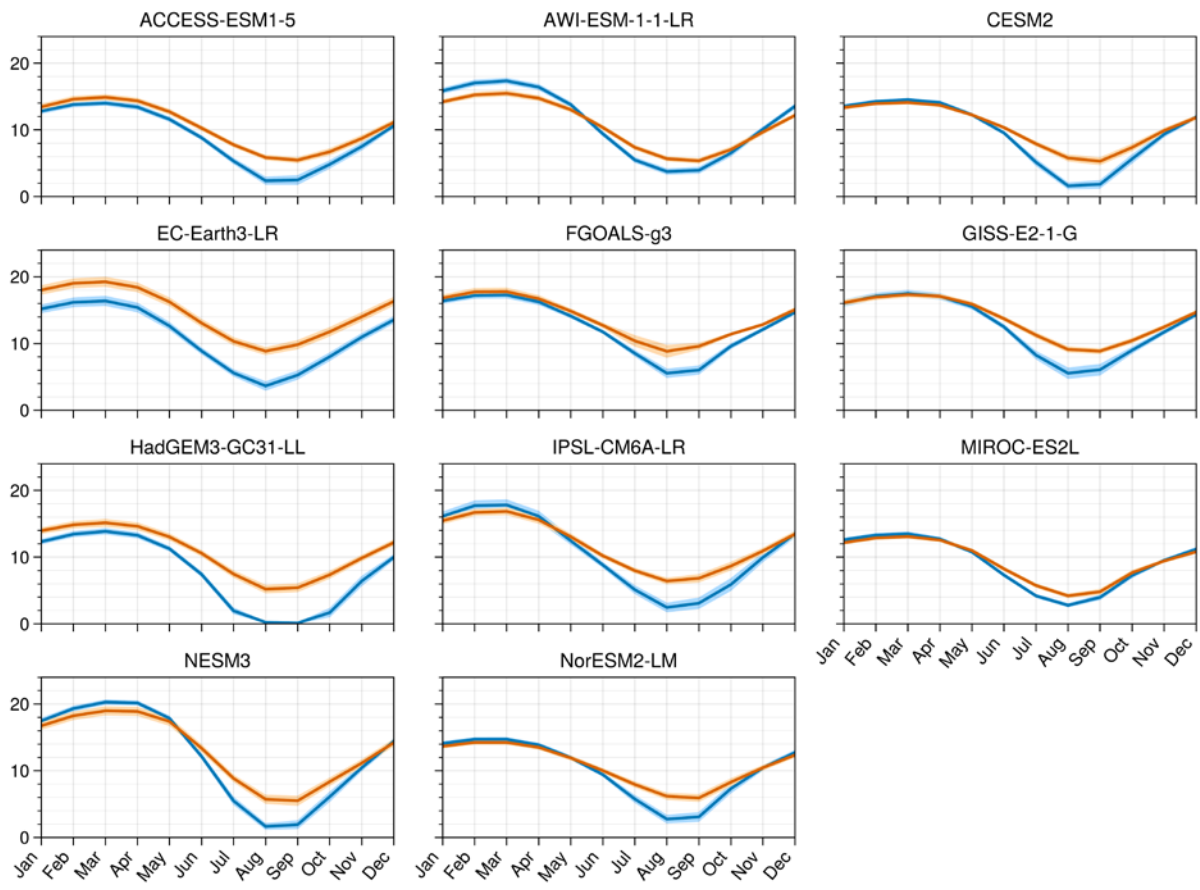 ACCESS-ESM1-5 AWI-ESM-1-1-LR CESM2
20
10
0
EC-Earth3-LR FGOALS-g3 GISS-E2-1-G
20
10
0
HadGEM3-GC31-LL IPSL-CM6A-LR MIROC-ES2L
20
10
0
Jan Feb Mar Apr May Jun Jul Aug Sep Oct Nov Dec
NESM3 NorESM2-LM
20
10
0
Jan Feb Mar Apr May Jun Jul Aug Sep Oct Nov Dec Jan Feb Mar Apr May Jun Jul Aug Sep Oct Nov Dec